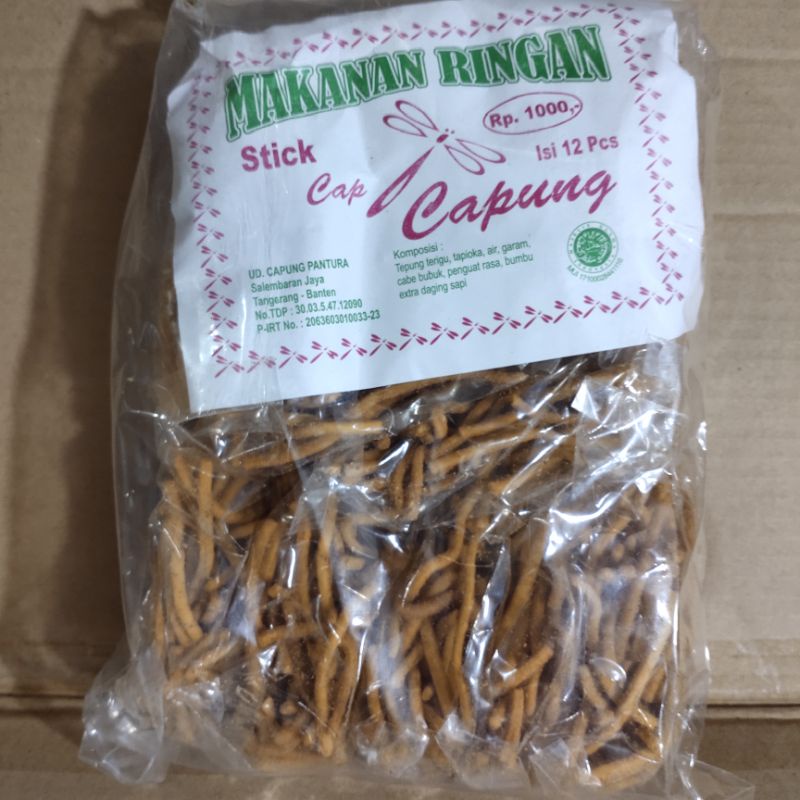 MAKANAN RINGAN
Rp. 1000,-
Stick
Isi 12 Pcs
Cap
Capung
UD. CAPUNG PANTURA
Salembaran Jaya
Tangerang - Banten
No.TDP : 30.03.5.47.12090
P-IRT No. : 2063603010033-23
Komposisi :
Tepung terigu, tapioka, air, garam,
cabe bubuk, penguat rasa, bumbu
extra daging sapi